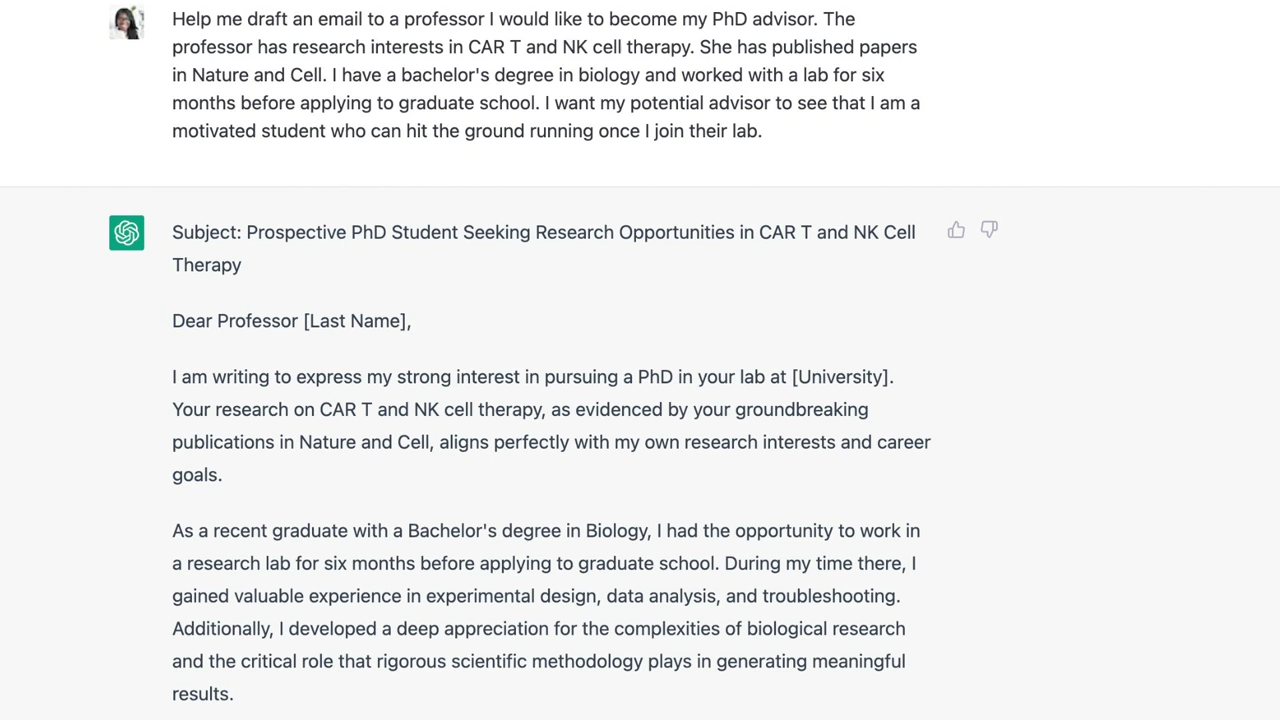 Help me draft an email to a professor I would like to become my PhD advisor. The
professor has research interests in CAR T and NK cell therapy. She has published papers
in Nature and Cell. I have a bachelor's degree in biology and worked with a lab for six
months before applying to graduate school. I want my potential advisor to see that I am a
motivated student who can hit the ground running once I join their lab.
Subject: Prospective PhD Student Seeking Research Opportunities in CAR T and NK Cell
Therapy
Dear Professor [Last Name],
I am writing to express my strong interest in pursuing a PhD in your lab at [University].
Your research on CAR T and NK cell therapy, as evidenced by your groundbreaking
publications in Nature and Cell, aligns perfectly with my own research interests and career
goals.
As a recent graduate with a Bachelor's degree in Biology, I had the opportunity to work in
a research lab for six months before applying to graduate school. During my time there, I
gained valuable experience in experimental design, data analysis, and troubleshooting.
Additionally, I developed a deep appreciation for the complexities of biological research
and the critical role that rigorous scientific methodology plays in generating meaningful
results.